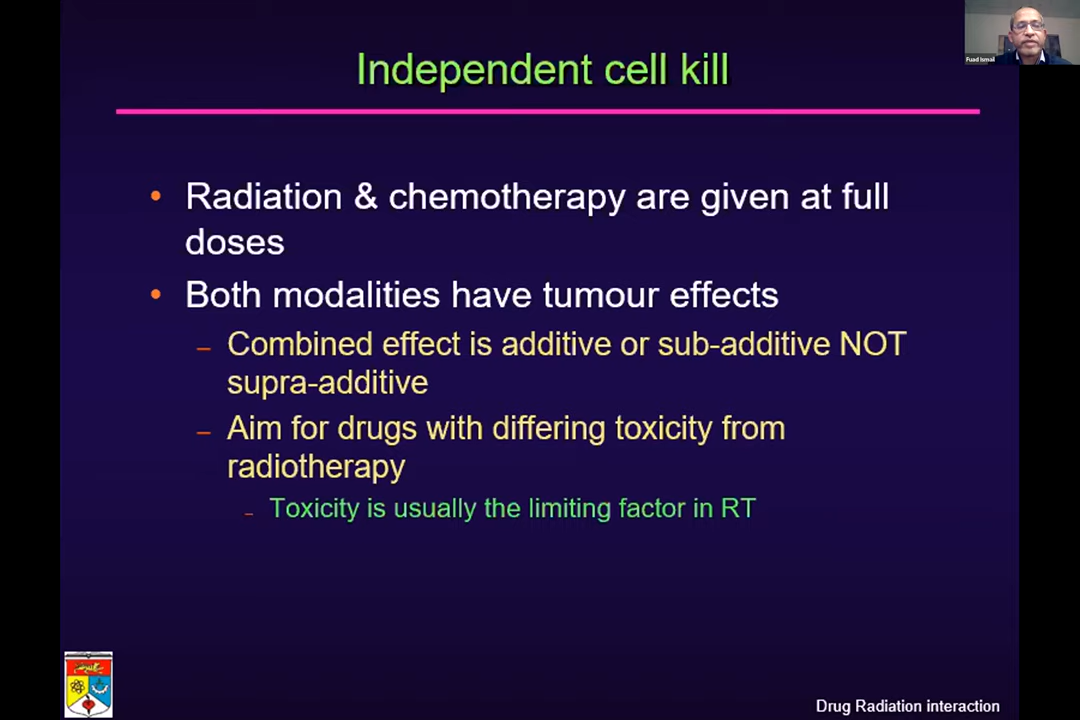 Independent cell kill
Fuad Ismail
• Radiation & chemotherapy are given at full
doses
• Both modalities have tumour effects
– Combined effect is additive or sub-additive NOT
supra-additive
– Aim for drugs with differing toxicity from
radiotherapy
– Toxicity is usually the limiting factor in RT
Drug Radiation interaction